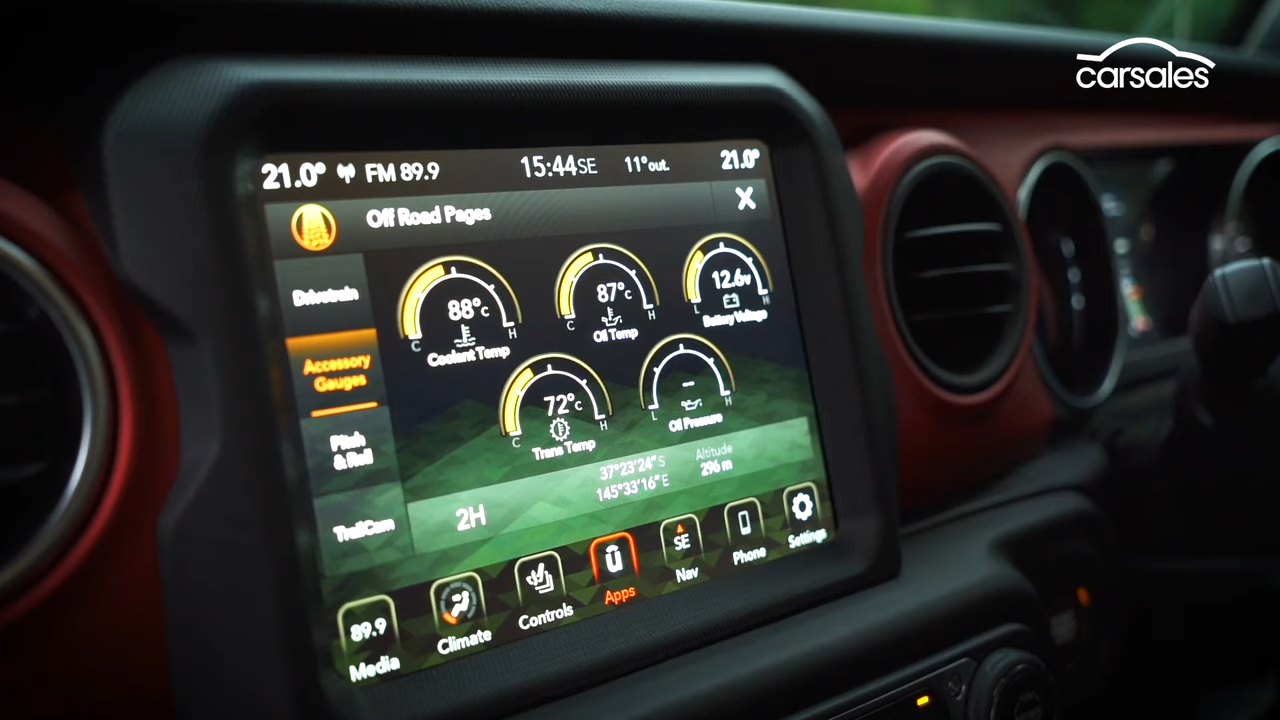 carsales
21.0° FM 89.9 15:44 SE 11° out. 21.0°
Off Road Pages X
Drivetrain
Accessory
Gauges
Pitch
& Roll
TrailCam
88°C
C H
Coolant Temp
87°C
C H
Oil Temp
12.6v
L H
Battery Voltage
72°C
C H
Trans Temp
--
L H
Oil Pressure
2H
37°23'24" S
145°33'16" E
Altitude
296 m
89.9
Media
Climate
Controls
Apps
SE
Nav
Phone
Settings